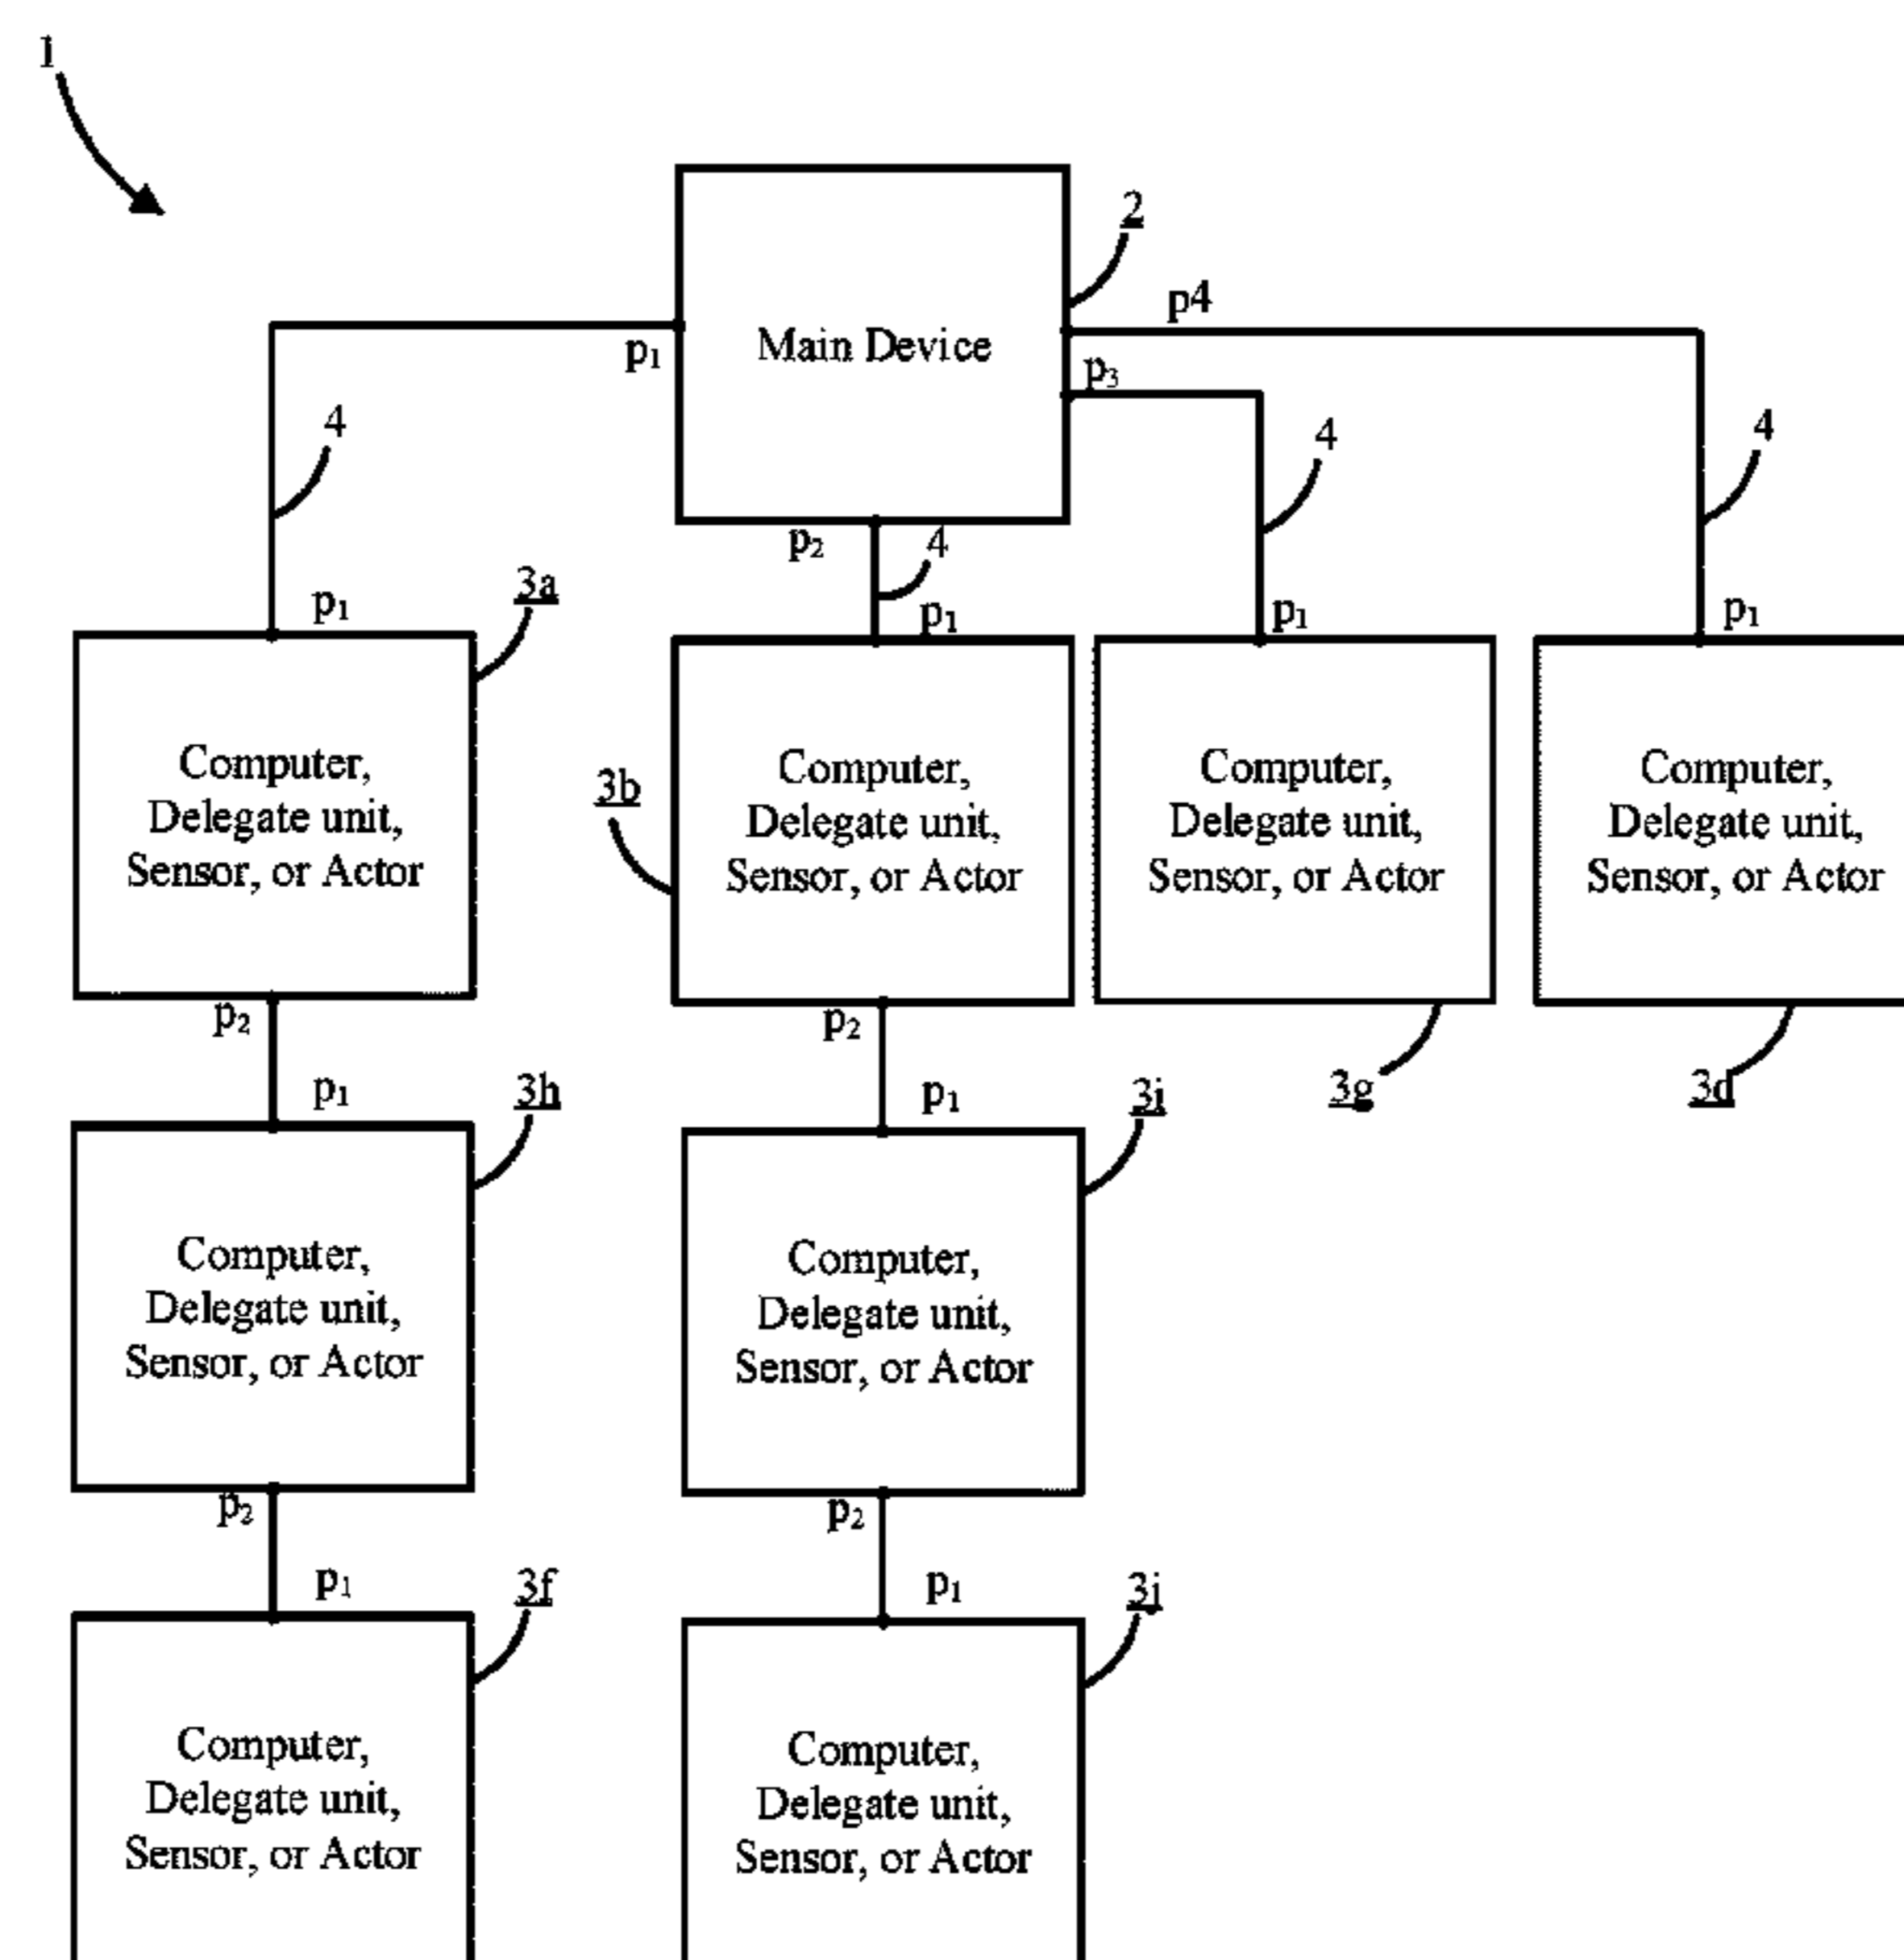 1
2
p4
Main Device
p₁
p₃
4
4
4
p₂
4
3a
p₁
p₁
p₁
p₁
Computer,
Delegate unit,
Sensor, or Actor
3b
Computer,
Delegate unit,
Sensor, or Actor
Computer,
Delegate unit,
Sensor, or Actor
Computer,
Delegate unit,
Sensor, or Actor
p₂
p₂
p₁
3h
p₁
3i
3g
3d
Computer,
Delegate unit,
Sensor, or Actor
Computer,
Delegate unit,
Sensor, or Actor
p₂
p₂
p₁
3f
p₁
3j
Computer,
Delegate unit,
Sensor, or Actor
Computer,
Delegate unit,
Sensor, or Actor